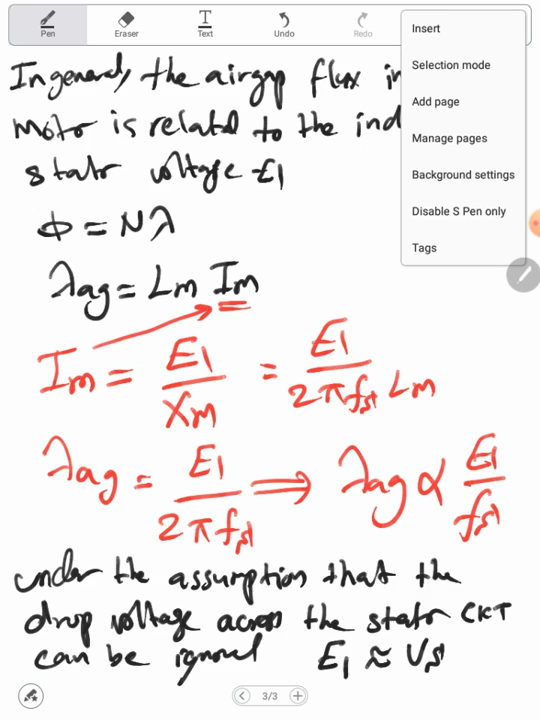 Pen Eraser Text Undo Redo
Insert
Selection mode
Add page
Manage pages
Background settings
Disable S Pen only
Tags
In general, the airgap flux in
motor is related to the ind
stator voltage E1
Φ = Nλ
λag = Lm Im
Im = E1 / Xm = E1 / 2πfst Lm
λag = E1 / 2πfst ⟹ λag ∝ E1 / fst
under the assumption that the
drop voltage across the stator CKT
can be ignored E1 ≈ Vst
3/3